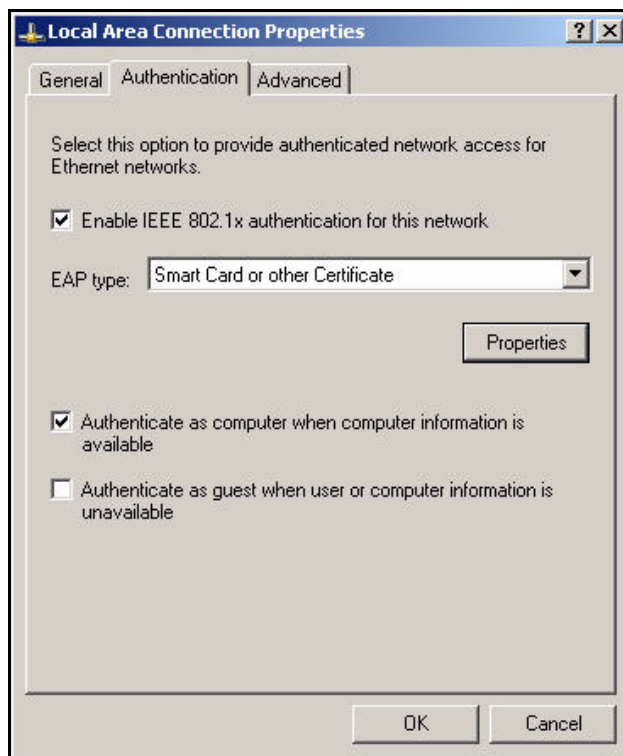 Local Area Connection Properties
General Authentication Advanced
Select this option to provide authenticated network access for
Ethernet networks.
Enable IEEE 802.1x authentication for this network
EAP type: Smart Card or other Certificate
Properties
Authenticate as computer when computer information is
available
Authenticate as guest when user or computer information is
unavailable
OK Cancel